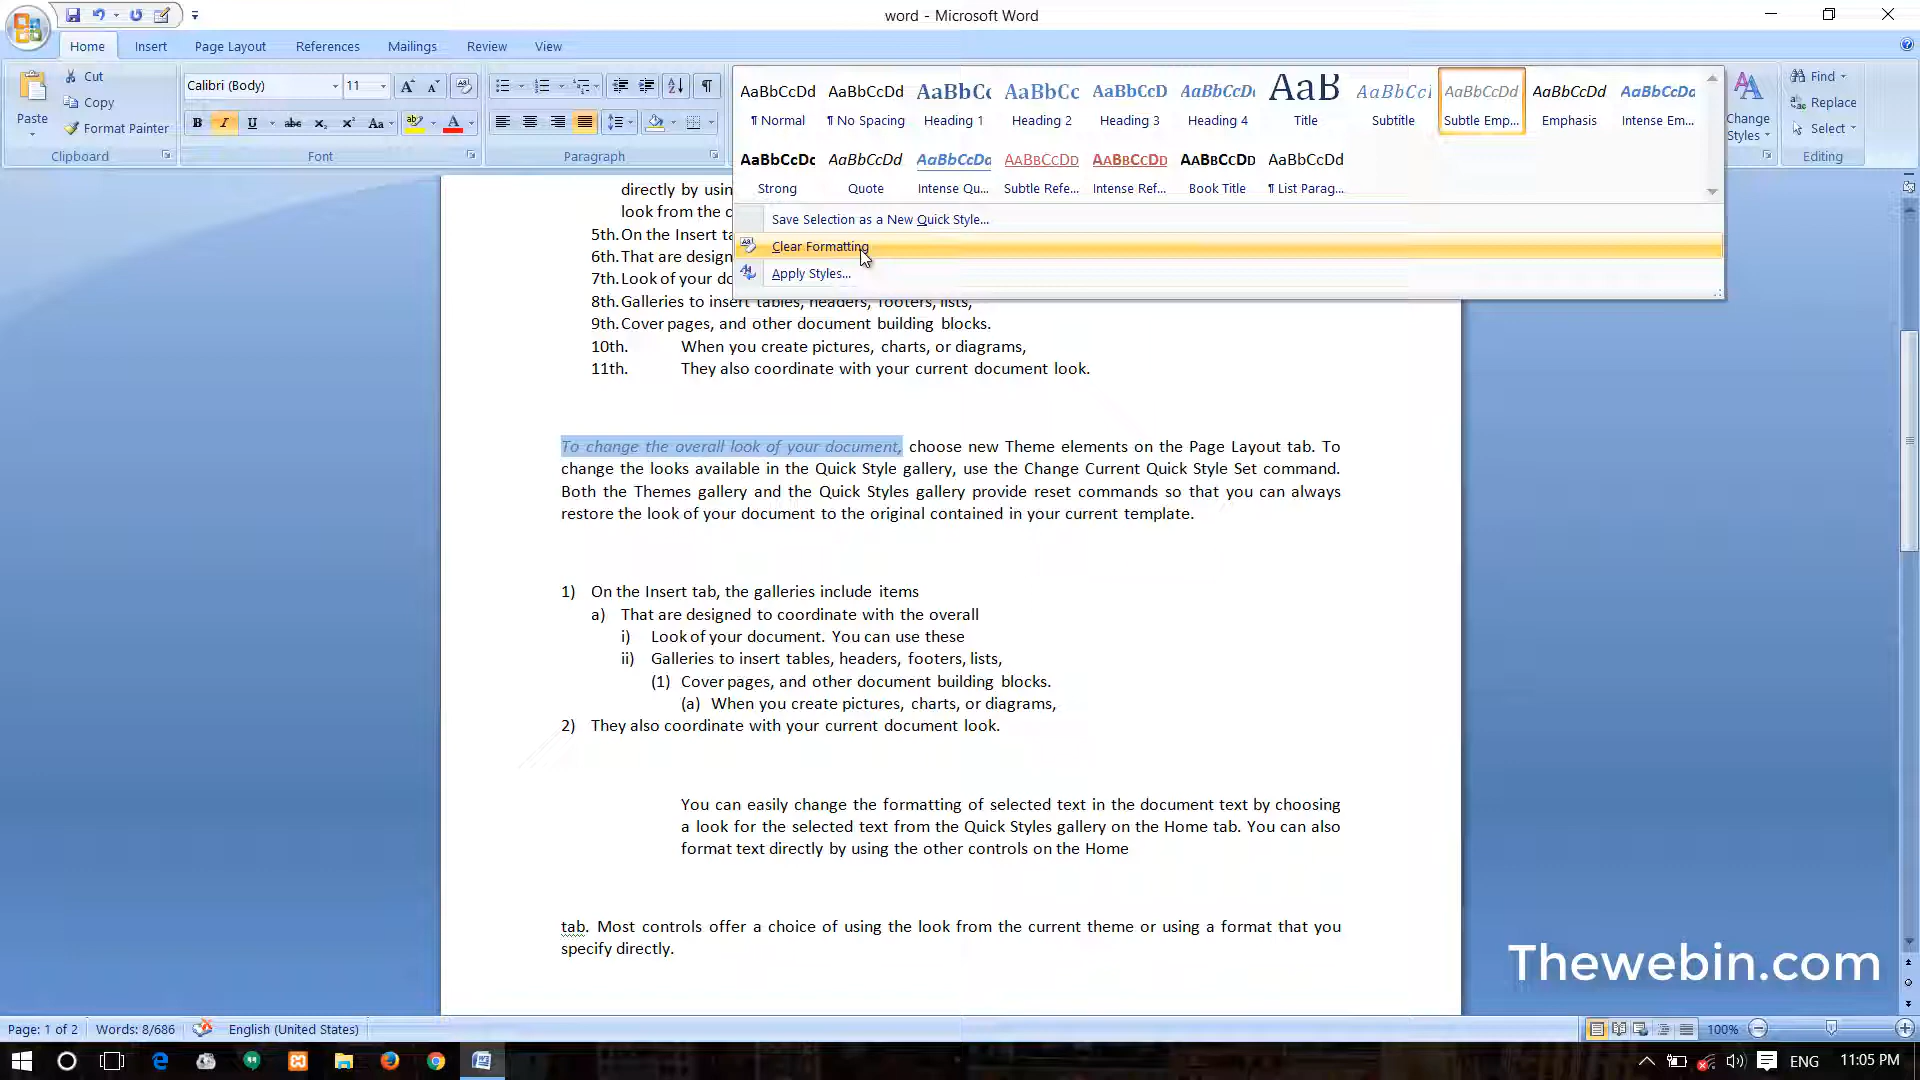 word - Microsoft Word
Home Insert Page Layout References Mailings Review View
Paste
Cut
Copy
Format Painter
Clipboard
Calibri (Body) 11
B I U abc X₂ X² Aa ab A
Font
Paragraph
AaBbCcDd AaBbCcDd AaBbCc AaBbCc AaBbCcD AaBbCcDc AaB AaBbCcI AaBbCcDd AaBbCcDd AaBbCcDd
¶ Normal ¶ No Spacing Heading 1 Heading 2 Heading 3 Heading 4 Title Subtitle Subtle Emp... Emphasis Intense Em...
AaBbCcDc AaBbCcDd AaBbCcDd AaBbCcDd AaBbCcDd AaBbCcDd AaBbCcDd
Strong Quote Intense Qu... Subtle Refe... Intense Ref... Book Title ¶ List Parag...
Save Selection as a New Quick Style...
Clear Formatting
Apply Styles...
Change
Styles
Find
Replace
Select
Editing
directly by usin
look from the c
5th. On the Insert ta
6th. That are design
7th. Look of your do
8th. Galleries to insert tables, headers, footers, lists,
9th. Cover pages, and other document building blocks.
10th. When you create pictures, charts, or diagrams,
11th. They also coordinate with your current document look.
To change the overall look of your document, choose new Theme elements on the Page Layout tab. To
change the looks available in the Quick Style gallery, use the Change Current Quick Style Set command.
Both the Themes gallery and the Quick Styles gallery provide reset commands so that you can always
restore the look of your document to the original contained in your current template.
1) On the Insert tab, the galleries include items
a) That are designed to coordinate with the overall
i) Look of your document. You can use these
ii) Galleries to insert tables, headers, footers, lists,
(1) Cover pages, and other document building blocks.
(a) When you create pictures, charts, or diagrams,
2) They also coordinate with your current document look.
You can easily change the formatting of selected text in the document text by choosing
a look for the selected text from the Quick Styles gallery on the Home tab. You can also
format text directly by using the other controls on the Home
tab. Most controls offer a choice of using the look from the current theme or using a format that you
specify directly.
Thewebin.com
Page: 1 of 2 Words: 8/686 English (United States) 100%
ENG 11:05 PM